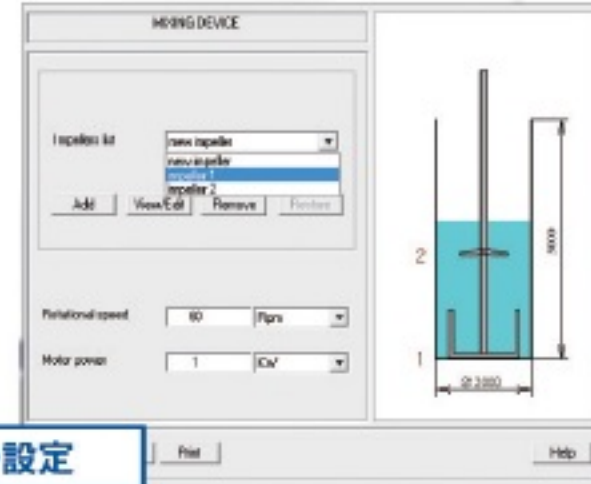 MIXING DEVICE
Impellers list
new impeller
new impeller
impeller 1
impeller 2
Add
View/Edit
Remove
Restore
Rotational speed
60
Rpm
Motor power
1
KW
2
1
設定
Print
Help